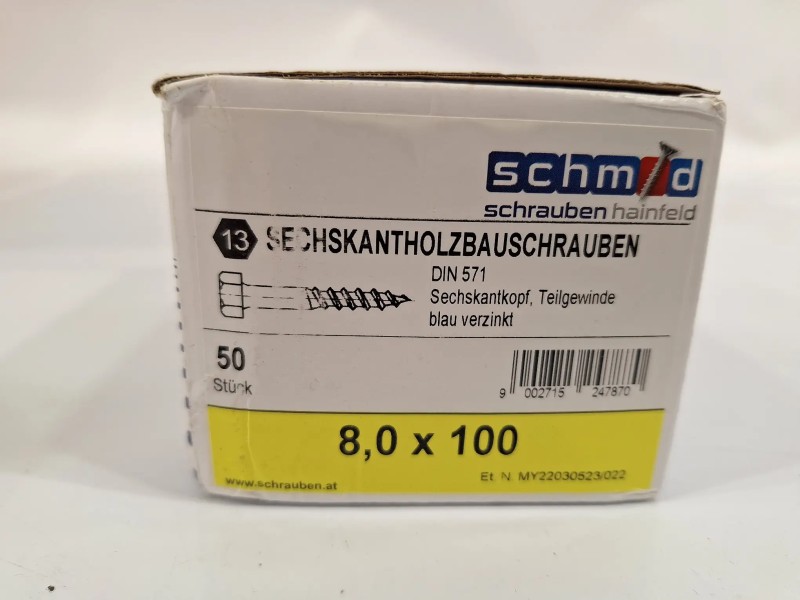 schmid
schrauben hainfeld
13 SECHSKANTHOLZBAUSCHRAUBEN
DIN 571
Sechskantkopf, Teilgewinde
blau verzinkt
50
Stück
9 002715 247870
8,0 x 100
www.schrauben.at
Et. N. MY22030523/022